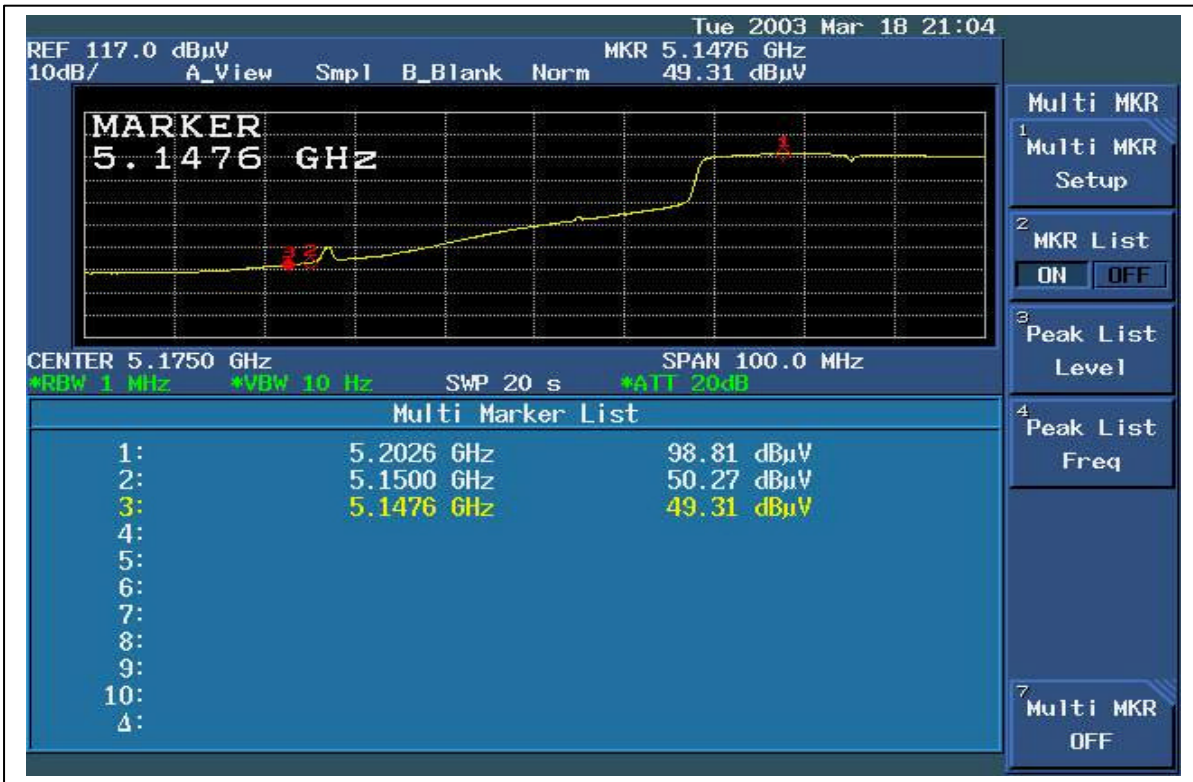 Tue 2003 Mar 18 21:04
REF 117.0 dBµV MKR 5.1476 GHz
10dB/ A_View Smpl B_Blank Norm 49.31 dBµV
MARKER
5.1476 GHz
1
3 2
CENTER 5.1750 GHz SPAN 100.0 MHz
*RBW 1 MHz *VBW 10 Hz SWP 20 s *ATT 20dB
Multi Marker List
1: 5.2026 GHz 98.81 dBµV
2: 5.1500 GHz 50.27 dBµV
3: 5.1476 GHz 49.31 dBµV
4:
5:
6:
7:
8:
9:
10:
Δ:
Multi MKR
1
Multi MKR
Setup
2
MKR List
ON OFF
3
Peak List
Level
4
Peak List
Freq
7
Multi MKR
OFF